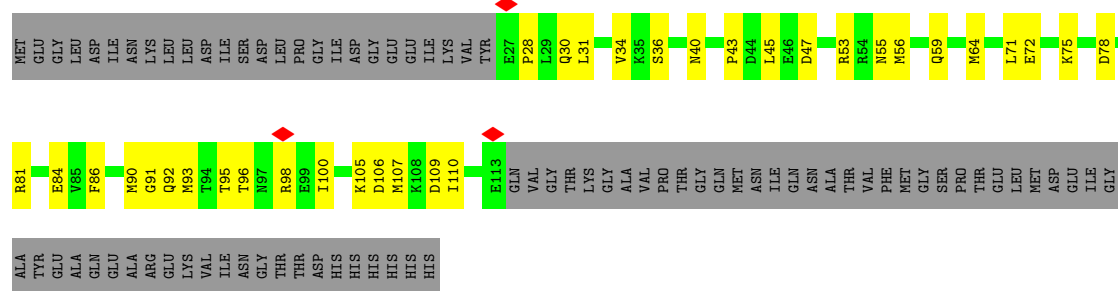 MET GLU GLY LEU ASP ILE ASN LYS LEU LEU ASP ILE SER ASP LEU PRO GLY ILE ASP GLY GLU GLU ILE LYS VAL TYR E27 P28 L29 Q30 L31 V34 K35 S36 N40 P43 D44 L45 E46 D47 R53 R54 N55 M56 Q59 M64 L71 E72 K75 D78
R81 E84 V85 F86 M90 G91 Q92 M93 T94 T95 T96 N97 R98 E99 I100 K105 D106 M107 K108 D109 I110 E113 GLN VAL GLY THR LYS GLY ALA VAL PRO THR GLY GLN MET ASN ILE GLN ASN ALA THR VAL PHE MET GLY SER PRO THR GLU LEU MET ASP GLU ILE GLY
ALA TYR GLU ALA GLN GLU ALA ARG GLU LYS VAL ILE ASN GLY THR THR ASP HIS HIS HIS HIS HIS HIS